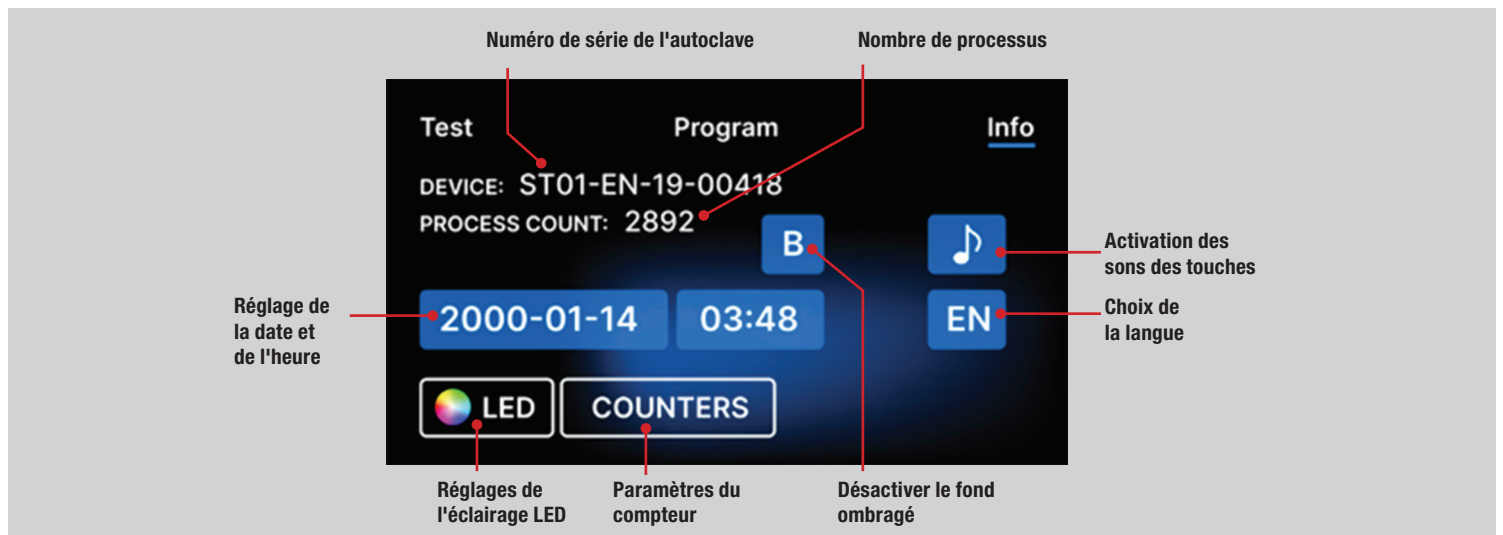 Numéro de série de l'autoclave
Nombre de processus
Test
Program
Info
DEVICE: ST01-EN-19-00418
PROCESS COUNT: 2892
B
Activation des
sons des touches
Réglage de
la date et
de l'heure
2000-01-14
03:48
EN
Choix de
la langue
LED
COUNTERS
Réglages de
l'éclairage LED
Paramètres du
compteur
Désactiver le fond
ombragé